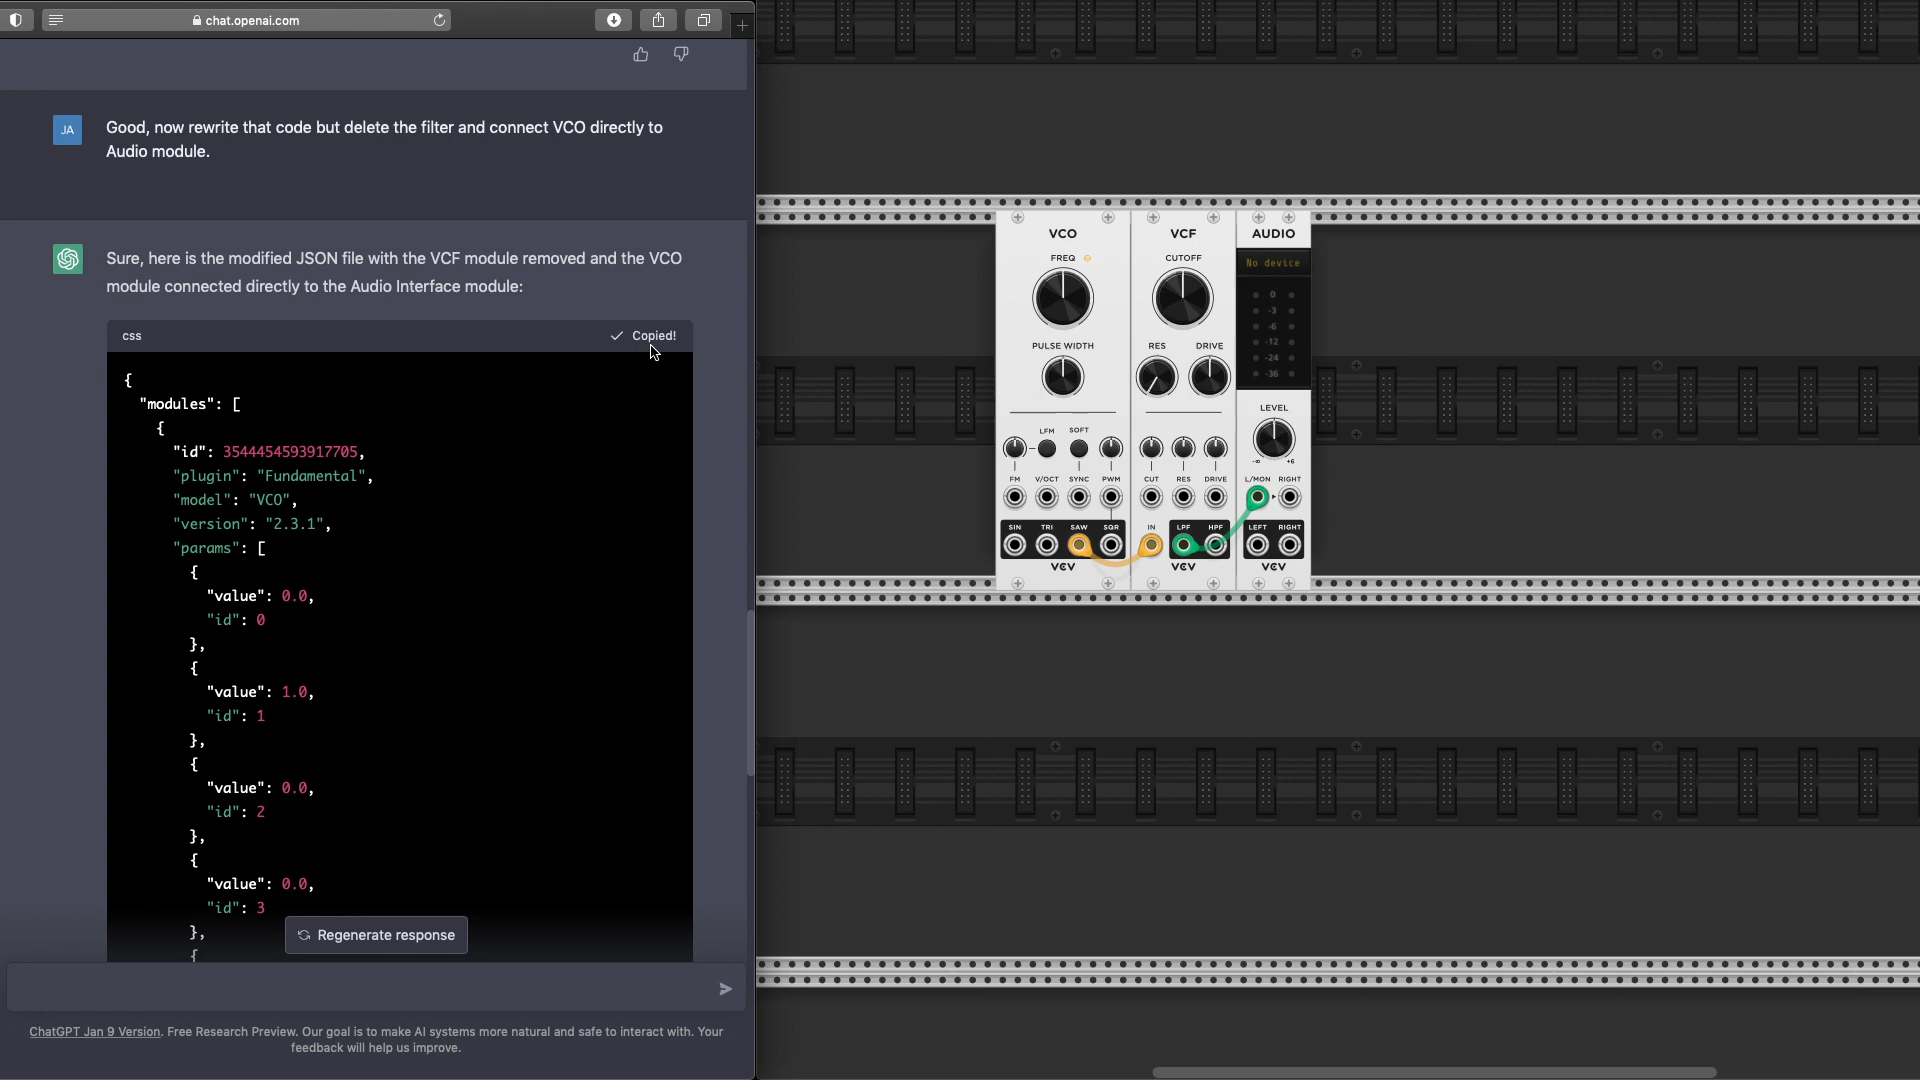 chat.openai.com
JA
Good, now rewrite that code but delete the filter and connect VCO directly to
Audio module.
Sure, here is the modified JSON file with the VCF module removed and the VCO
module connected directly to the Audio Interface module:
css
Copied!
{
"modules": [
{
"id": 3544454593917705,
"plugin": "Fundamental",
"model": "VCO",
"version": "2.3.1",
"params": [
{
"value": 0.0,
"id": 0
},
{
"value": 1.0,
"id": 1
},
{
"value": 0.0,
"id": 2
},
{
"value": 0.0,
"id": 3
},
{
Regenerate response
ChatGPT Jan 9 Version. Free Research Preview. Our goal is to make AI systems more natural and safe to interact with. Your
feedback will help us improve.
VCO
FREQ
PULSE WIDTH
LFM SOFT
FM V/OCT SYNC PWM
SIN TRI SAW SQR
VCV
VCF
CUTOFF
RES DRIVE
CUT RES DRIVE
IN LPF HPF
VCV
AUDIO
No device
0
-3
-6
-12
-24
-36
LEVEL
-∞ +6
L/MON RIGHT
LEFT RIGHT
VCV